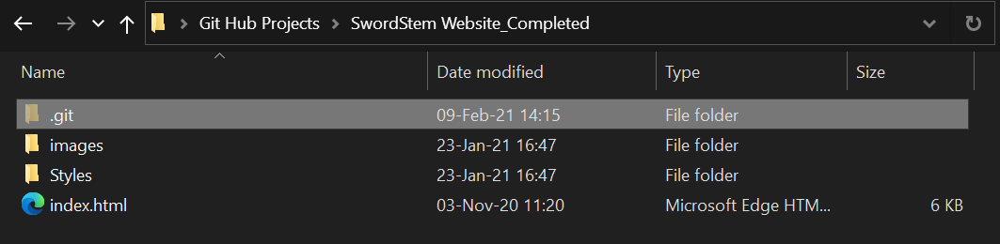 Git Hub Projects SwordStem Website_Completed
Name Date modified Type Size
.git 09-Feb-21 14:15 File folder
images 23-Jan-21 16:47 File folder
Styles 23-Jan-21 16:47 File folder
index.html 03-Nov-20 11:20 Microsoft Edge HTM... 6 KB